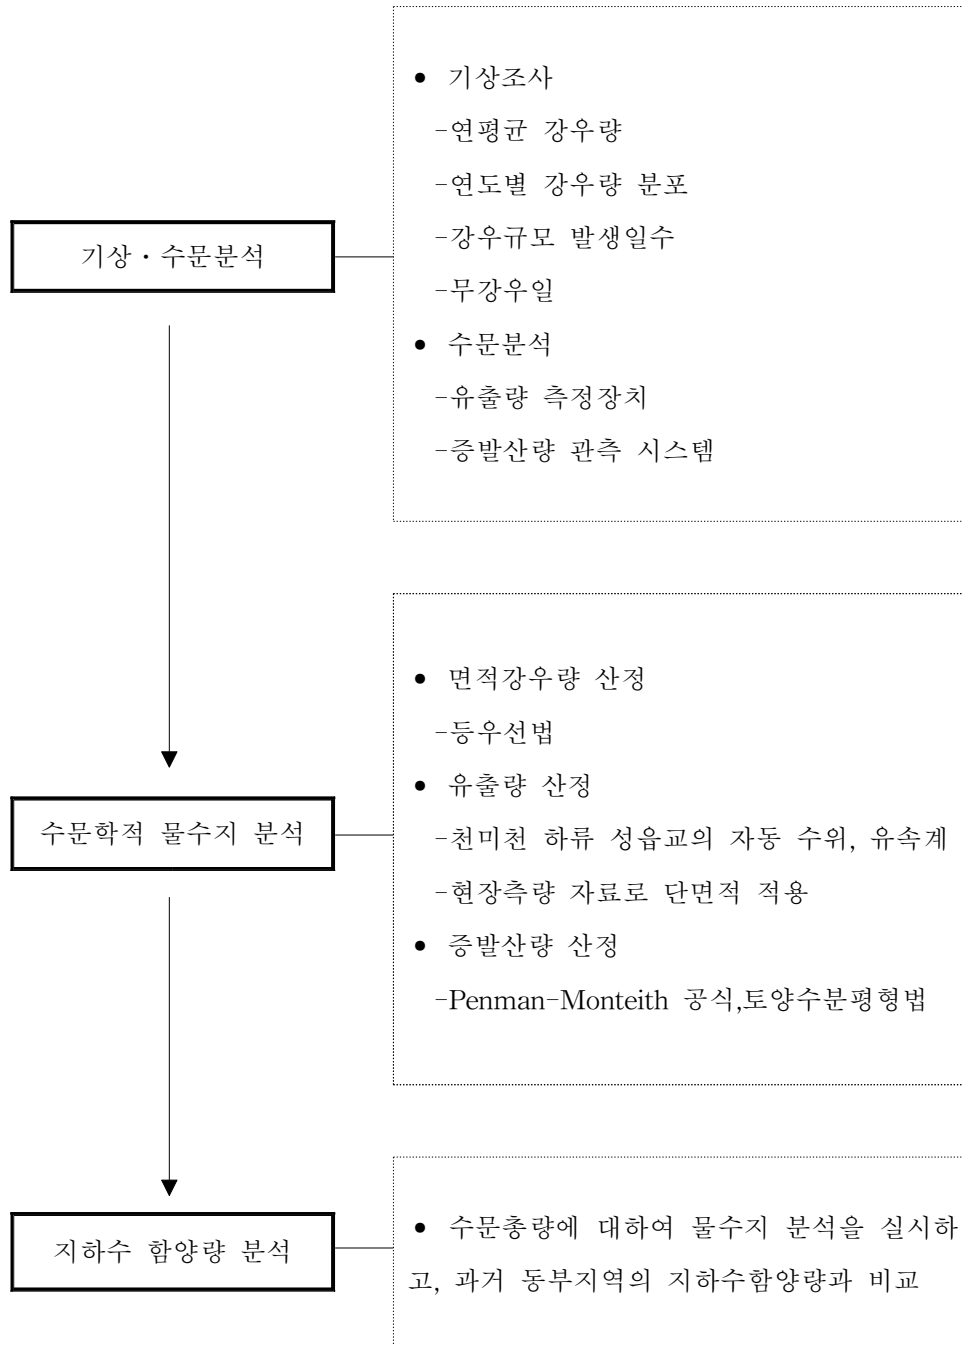 기상·수문분석
● 기상조사
-연평균 강우량
-연도별 강우량 분포
-강우규모 발생일수
-무강우일
● 수문분석
-유출량 측정장치
-증발산량 관측 시스템
수문학적 물수지 분석
● 면적강우량 산정
-등우선법
● 유출량 산정
-천미천 하류 성읍교의 자동 수위, 유속계
-현장측량 자료로 단면적 적용
● 증발산량 산정
-Penman-Monteith 공식,토양수분평형법
지하수 함양량 분석
● 수문총량에 대하여 물수지 분석을 실시하
고, 과거 동부지역의 지하수함양량과 비교